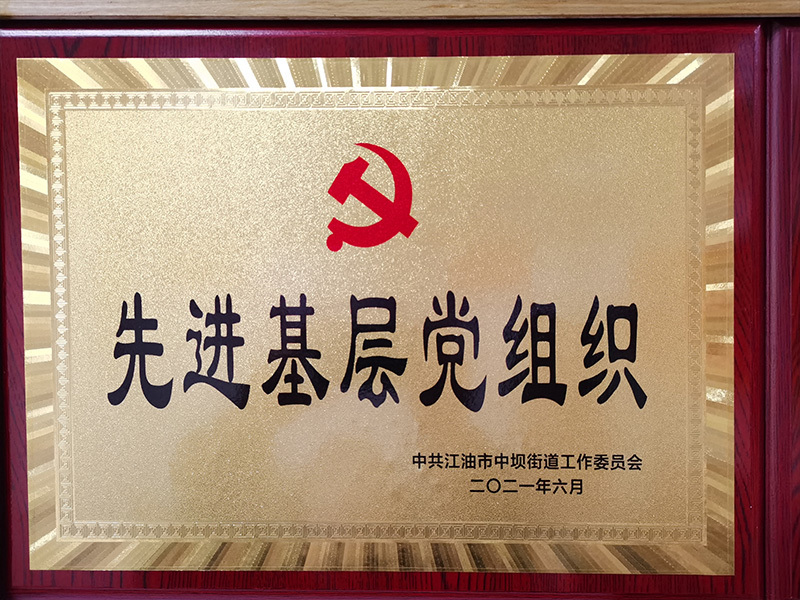 先进基层党组织
中共江油市中坝街道工作委员会
二〇二一年六月